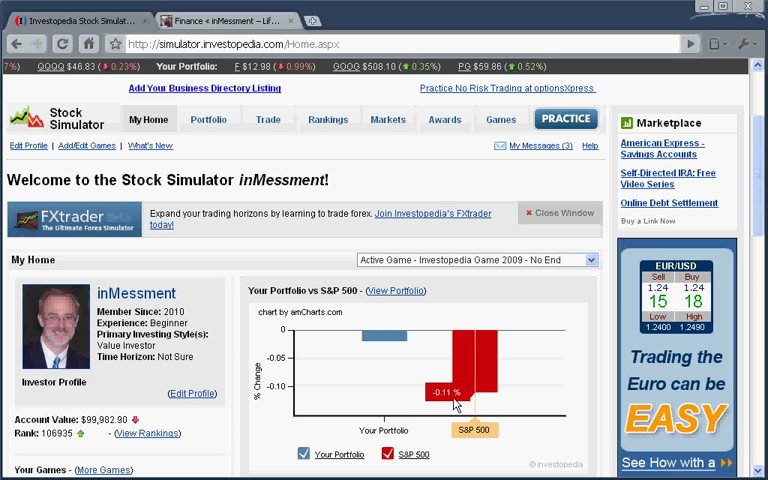 Investopedia Stock Simulat...
Finance « inMessment – Lif...
http://simulator.investopedia.com/Home.aspx
7%) QQQQ $46.83 (0.23%) Your Portfolio: F $12.98 (0.99%) GOOG $508.10 (0.35%) PG $59.86 (0.52%)
Add Your Business Directory Listing
Practice No Risk Trading at optionsXpress
Stock Simulator
My Home
Portfolio
Trade
Rankings
Markets
Awards
Games
PRACTICE
Edit Profile | Add/Edit Games | What's New
My Messages (3) Help
Welcome to the Stock Simulator inMessment!
FXtrader Beta
The Ultimate Forex Simulator
Expand your trading horizons by learning to trade forex. Join Investopedia's FXtrader
today!
Close Window
My Home
Active Game - Investopedia Game 2009 - No End
inMessment
Member Since: 2010
Experience: Beginner
Primary Investing Style(s):
Value Investor
Time Horizon: Not Sure
Investor Profile
(Edit Profile)
Account Value: $99,982.90
Rank: 106935 - (View Rankings)
Your Games - (More Games)
Your Portfolio vs S&P 500 - (View Portfolio)
chart by amCharts.com
0
-0.05
-0.10
% Change
-0.11 %
Your Portfolio
S&P 500
Your Portfolio
S&P 500
© Investopedia
Marketplace
American Express -
Savings Accounts
Self-Directed IRA: Free
Video Series
Online Debt Settlement
Buy a Link Now
EUR/USD
Sell Buy
1.24 1.24
15 18
Low High
1.2400 1.2490
Trading the
Euro can be
EASY
See How with a